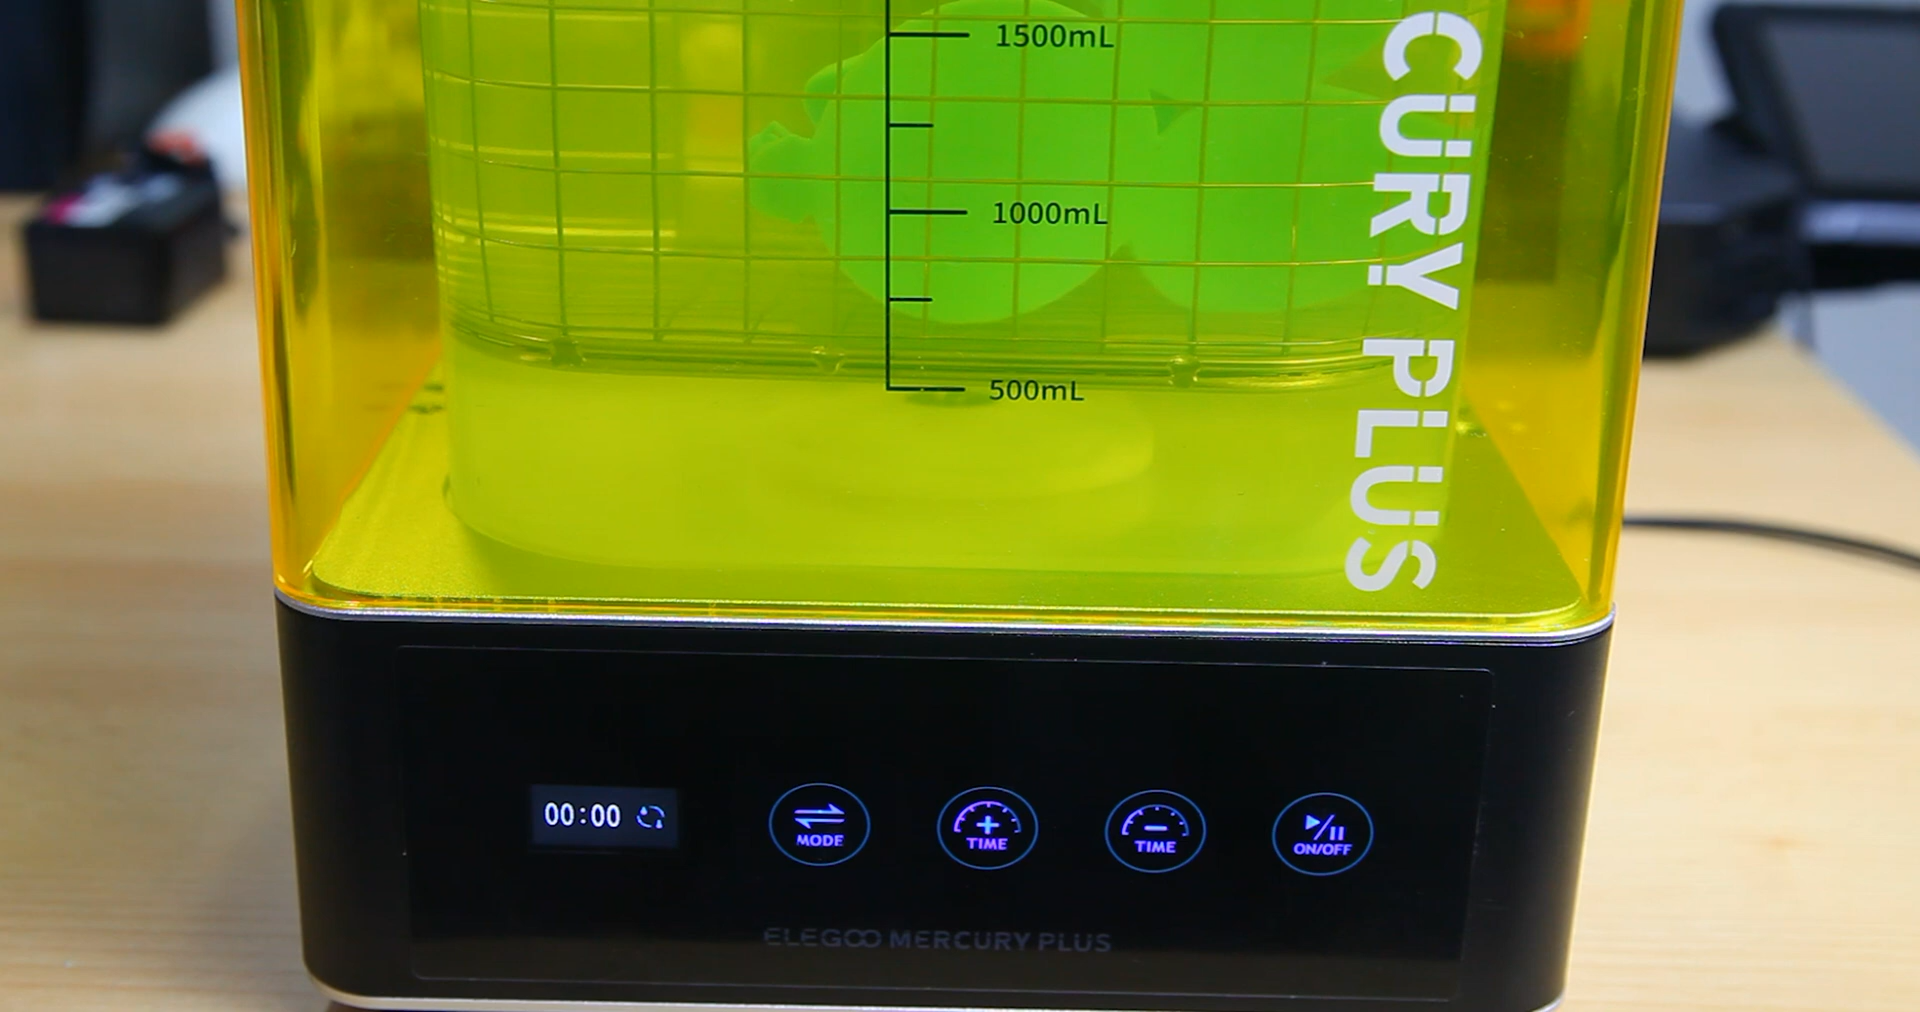 1500mL
1000mL
500mL
CURY PLUS
00:00
MODE
TIME
TIME
ON/OFF
ELEGOO MERCURY PLUS